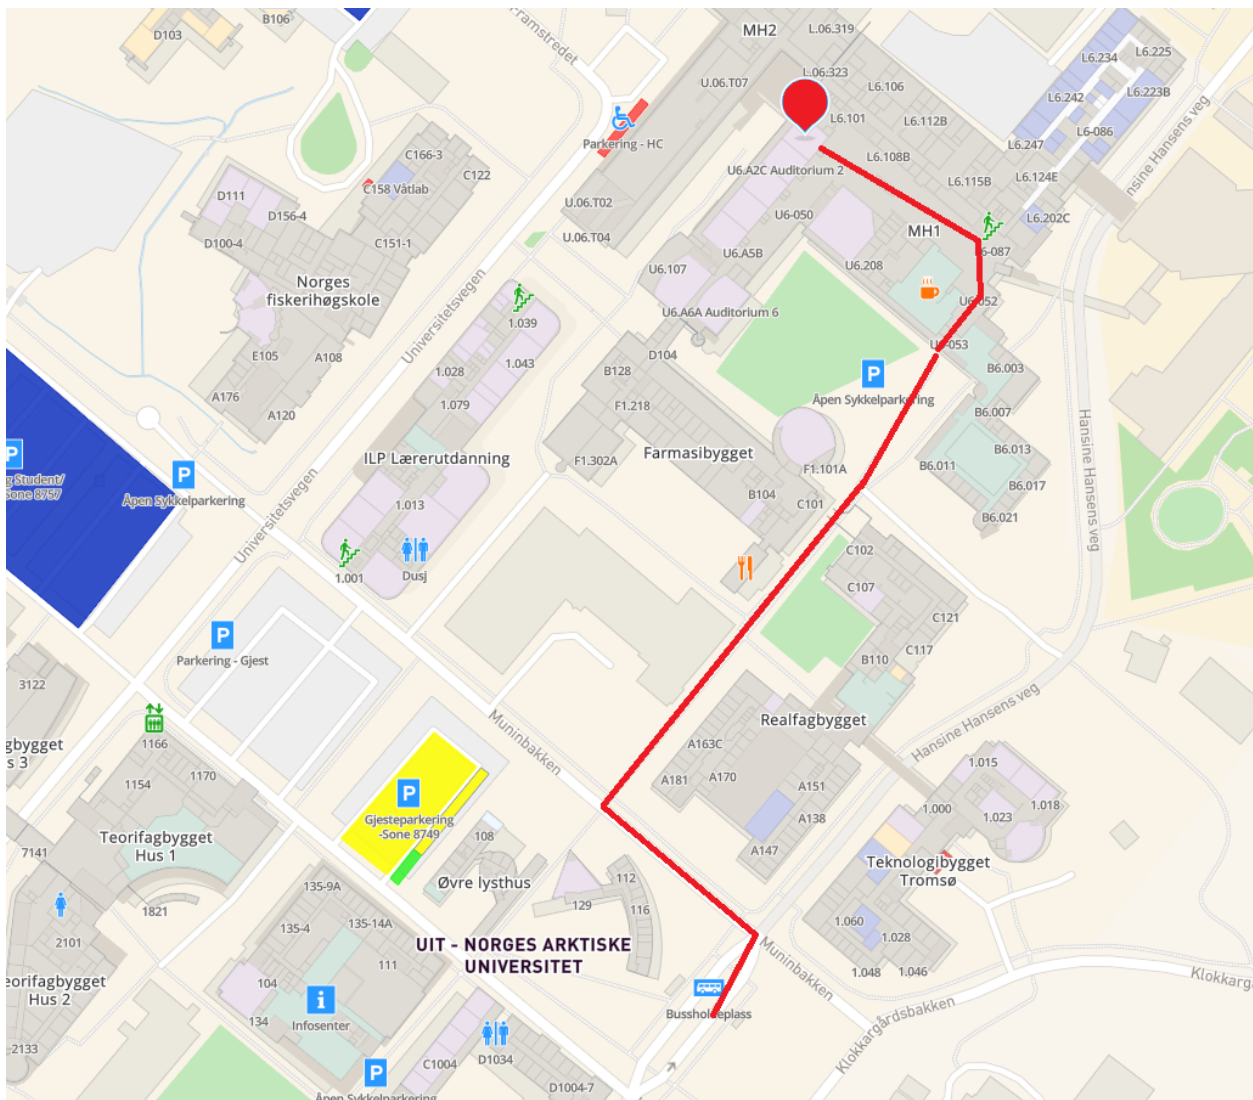 D103
B106
Framstredet
MH2
L.06.319
L.06.323
L6.106
U.06.T07
L6.101
L6.112B
L6.108B
L6.115B
L6.234
L6.225
L6.242
L6.223B
L6-086
L6.247
L6.124E
L6.202C
Hansine Hansens veg
Parkering - HC
C166-3
C122
C158 Våtlab
D111
D156-4
D100-4
C151-1
U.06.T02
U.06.T04
U6.A2C Auditorium 2
U6-050
U6.A5B
MH1
U6.208
U6.107
U6.A6A Auditorium 6
Norges
fiskerihøgskole
Universitetsvegen
1.039
1.043
1.028
1.079
E105
A108
A176
A120
D104
B128
F1.218
F1.302A
Farmasibygget
F1.101A
B104
C101
P
Åpen Sykkelparkering
B6.003
B6.007
B6.011
B6.013
B6.017
B6.021
Hansine Hansens veg
ILP Lærerutdanning
1.013
1.001
Dusj
P
Student/
Sone 8757
P
Åpen Sykkelparkering
Universitetsvegen
P
Parkering - Gjest
C102
C107
C121
C117
B110
Realfagbygget
Hansine Hansens veg
A163C
A181
A170
A151
A138
A147
Muninbakken
3122
1166
1154
1170
Teorifagbygget
Hus 1
7141
1821
2101
Hus 2
2133
P
Gjesteparkering
-Sone 8749
108
Øvre lysthus
112
116
129
1.015
1.000
1.018
1.023
Teknologibygget
Tromsø
1.060
1.028
1.048
1.046
135-9A
135-4
135-14A
111
104
134
i
Infosenter
UIT - NORGES ARKTISKE
UNIVERSITET
Bussholdeplass
Muninbakken
Klokkargårdsbakken
C1004
D1034
D1004-7
P
Åpen Sykkelparkering